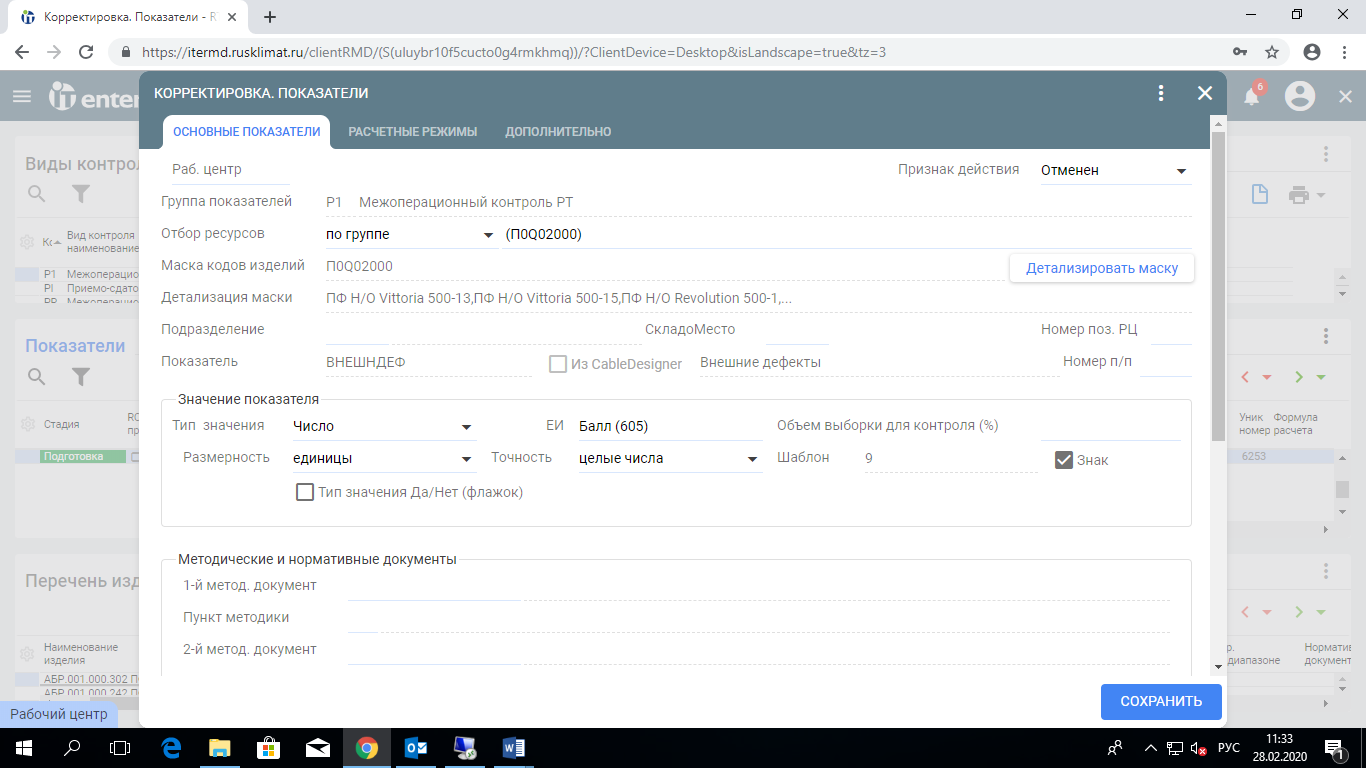 Корректировка. Показатели - R
https://itermd.rusklimat.ru/clientRMD/(S(uluybr10f5cucto0g4rmkhmq))/?ClientDevice=Desktop&isLandscape=true&tz=3
enter
КОРРЕКТИРОВКА. ПОКАЗАТЕЛИ
6
ОСНОВНЫЕ ПОКАЗАТЕЛИ РАСЧЕТНЫЕ РЕЖИМЫ ДОПОЛНИТЕЛЬНО
Виды контрол
Раб. центр Признак действия Отменен
Группа показателей P1 Межоперационный контроль РТ
Отбор ресурсов по группе (П0Q02000)
Вид контроля
наименование
Маска кодов изделий П0Q02000 Детализировать маску
P1 Межоперацио
PI Приемо-сдато
PP Межоперацио
Детализация маски ПФ Н/О Vittoria 500-13,ПФ Н/О Vittoria 500-15,ПФ Н/О Revolution 500-1,...
Подразделение СкладоМесто Номер поз. РЦ
Показатели
Показатель ВНЕШНДЕФ Из CableDesigner Внешние дефекты Номер п/п
Значение показателя
Тип значения Число ЕИ Балл (605) Объем выборки для контроля (%)
Стадия
Уник Формула
номер расчета
Размерность единицы Точность целые числа Шаблон 9 Знак
Подготовка 6253
Тип значения Да/Нет (флажок)
Методические и нормативные документы
Перечень изд
1-й метод. документ
Пункт методики
2-й метод. документ
Наименование
изделия
Норматив
диапазоне документ
АБР.001.000.302 П
АБР.001.000.242 П
СОХРАНИТЬ
Рабочий центр
РУС
11:33
28.02.2020
1